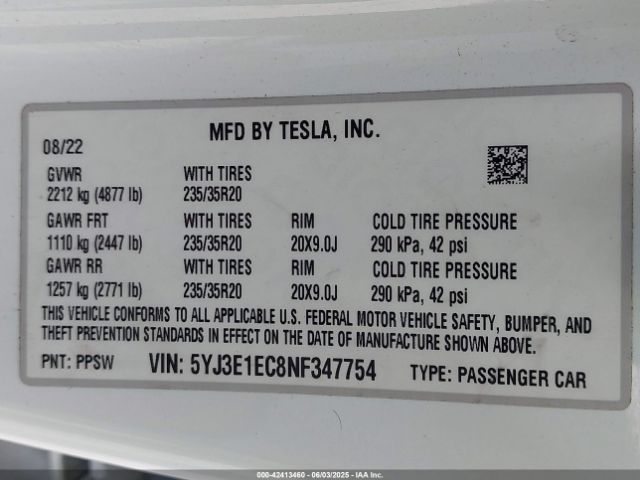 MFD BY TESLA, INC.
08/22
GVWR WITH TIRES
2212 kg (4877 lb) 235/35R20
GAWR FRT WITH TIRES RIM COLD TIRE PRESSURE
1110 kg (2447 lb) 235/35R20 20X9.0J 290 kPa, 42 psi
GAWR RR WITH TIRES RIM COLD TIRE PRESSURE
1257 kg (2771 lb) 235/35R20 20X9.0J 290 kPa, 42 psi
THIS VEHICLE CONFORMS TO ALL APPLICABLE U.S. FEDERAL MOTOR VEHICLE SAFETY, BUMPER, AND
THEFT PREVENTION STANDARDS IN EFFECT ON THE DATE OF MANUFACTURE SHOWN ABOVE.
PNT: PPSW VIN: 5YJ3E1EC8NF347754 TYPE: PASSENGER CAR
000-42413460 - 06/03/2025 - IAA Inc.